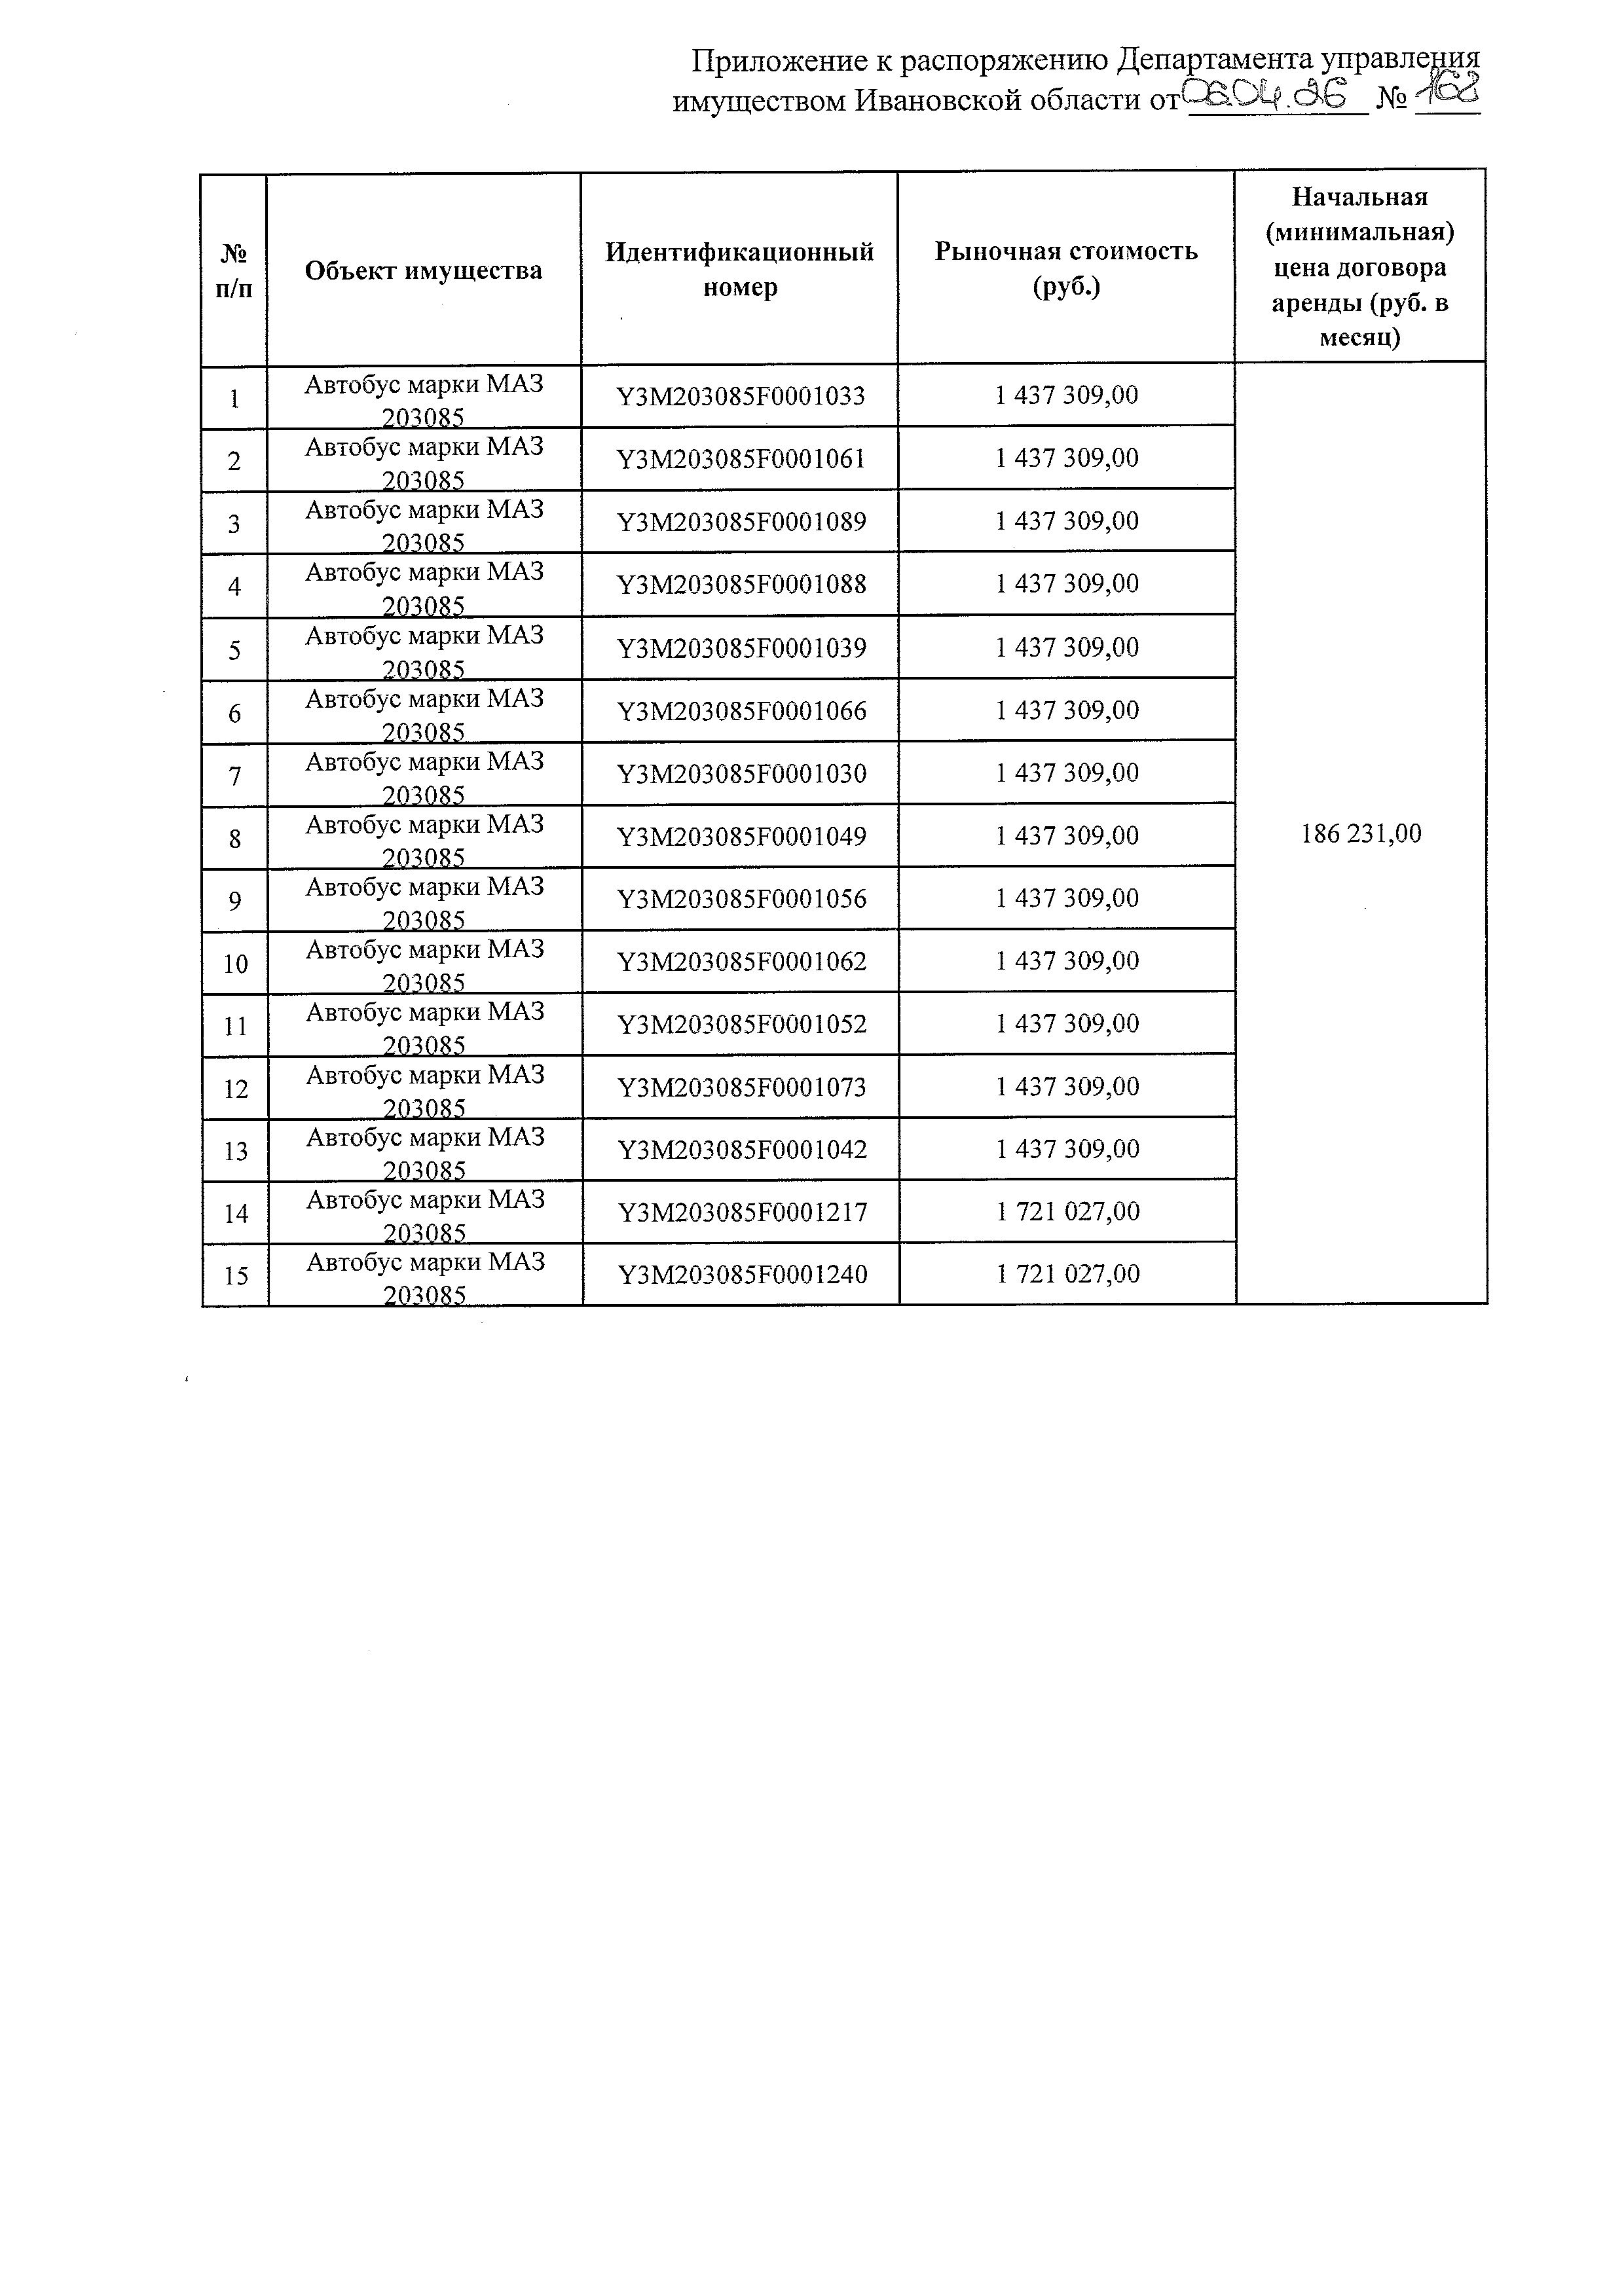 Приложение к распоряжению Департамента управления
имуществом Ивановской области от 06.04.26 № 168
№
п/п
Объект имущества
Идентификационный
номер
Рыночная стоимость
(руб.)
Начальная
(минимальная)
цена договора
аренды (руб. в
месяц)
1
Автобус марки МАЗ
203085
Y3M203085F0001033
1 437 309,00
2
Автобус марки МАЗ
203085
Y3M203085F0001061
1 437 309,00
3
Автобус марки МАЗ
203085
Y3M203085F0001089
1 437 309,00
4
Автобус марки МАЗ
203085
Y3M203085F0001088
1 437 309,00
5
Автобус марки МАЗ
203085
Y3M203085F0001039
1 437 309,00
6
Автобус марки МАЗ
203085
Y3M203085F0001066
1 437 309,00
7
Автобус марки МАЗ
203085
Y3M203085F0001030
1 437 309,00
8
Автобус марки МАЗ
203085
Y3M203085F0001049
1 437 309,00
186 231,00
9
Автобус марки МАЗ
203085
Y3M203085F0001056
1 437 309,00
10
Автобус марки МАЗ
203085
Y3M203085F0001062
1 437 309,00
11
Автобус марки МАЗ
203085
Y3M203085F0001052
1 437 309,00
12
Автобус марки МАЗ
203085
Y3M203085F0001073
1 437 309,00
13
Автобус марки МАЗ
203085
Y3M203085F0001042
1 437 309,00
14
Автобус марки МАЗ
203085
Y3M203085F0001217
1 721 027,00
15
Автобус марки МАЗ
203085
Y3M203085F0001240
1 721 027,00